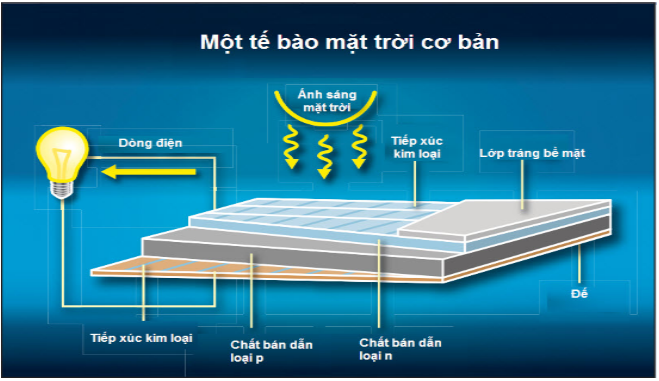 Một tế bào mặt trời cơ bản
Ánh sáng
mặt trời
Dòng điện
Tiếp xúc
kim loại
Lớp tráng bề mặt
Đế
Tiếp xúc kim loại
Chất bán dẫn
loại p
Chất bán dẫn
loại n